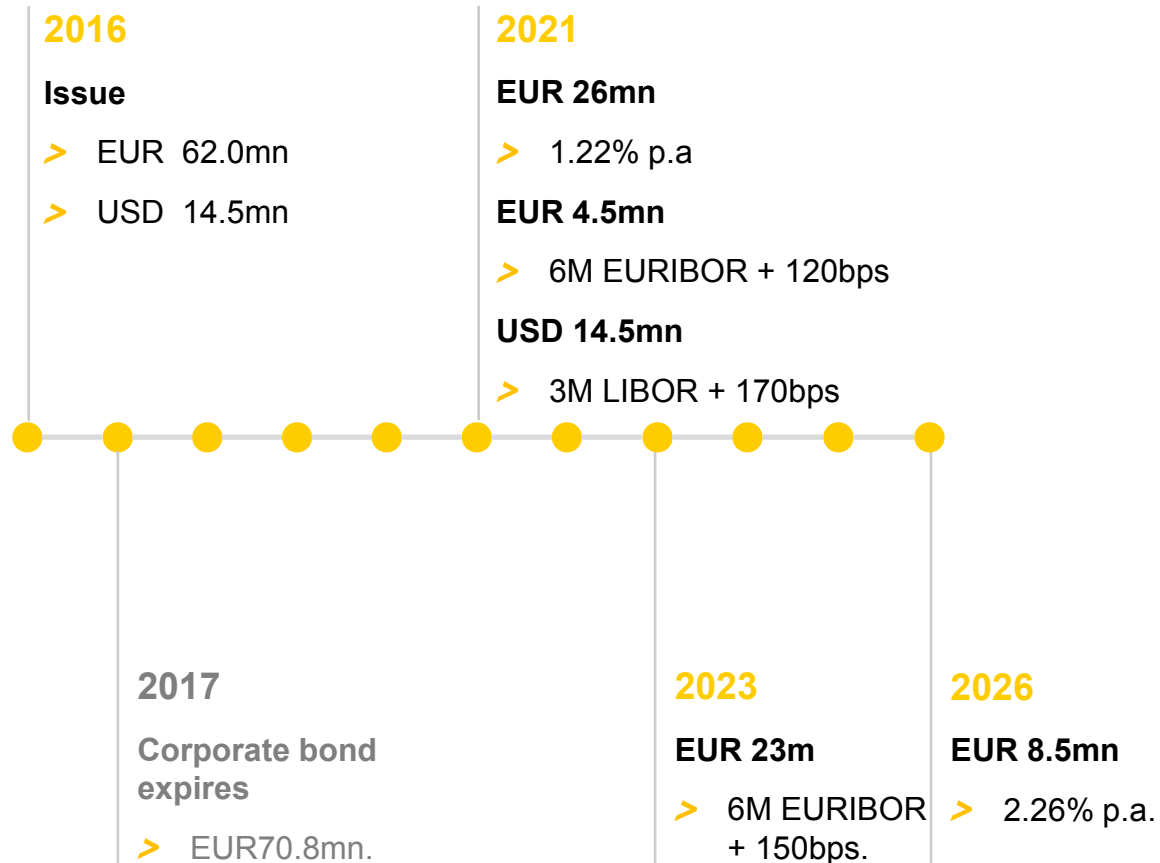 2016
Issue
> EUR 62.0mn
> USD 14.5mn
2021
EUR 26mn
> 1.22% p.a
EUR 4.5mn
> 6M EURIBOR + 120bps
USD 14.5mn
> 3M LIBOR + 170bps
2017
Corporate bond
expires
> EUR70.8mn.
2023
EUR 23m
> 6M EURIBOR
+ 150bps.
2026
EUR 8.5mn
> 2.26% p.a.